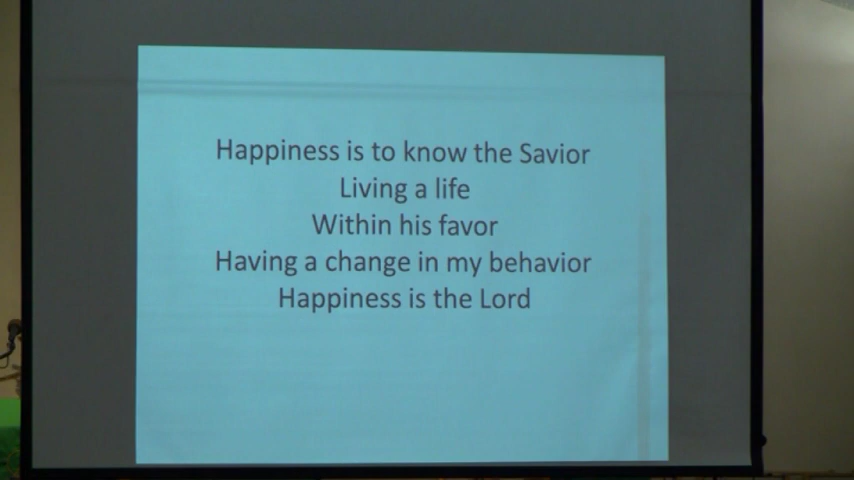 Happiness is to know the Savior
Living a life
Within his favor
Having a change in my behavior
Happiness is the Lord